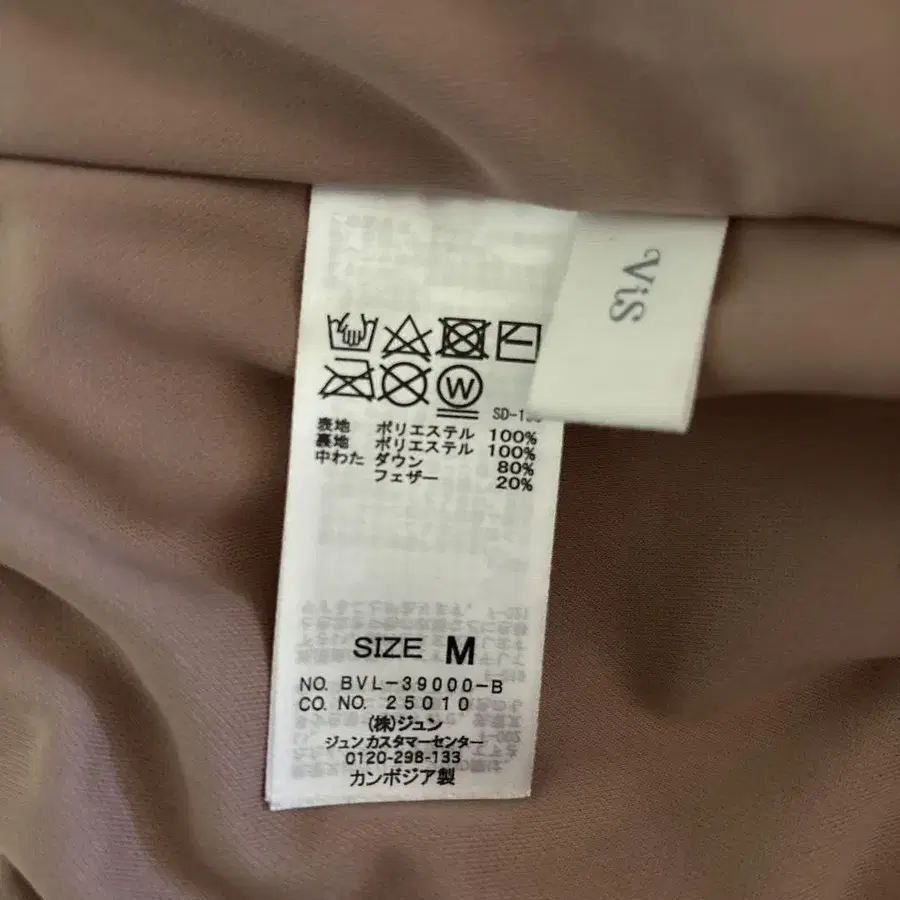 ViS
W
SD-1
表地 ポリエステル 100%
裏地 ポリエステル 100%
中わた ダウン 80%
フェザー 20%
SIZE M
NO. BVL-39000-B
CO. NO. 25010
(株)ジュン
ジュンカスタマーセンター
0120-298-133
カンボジア製